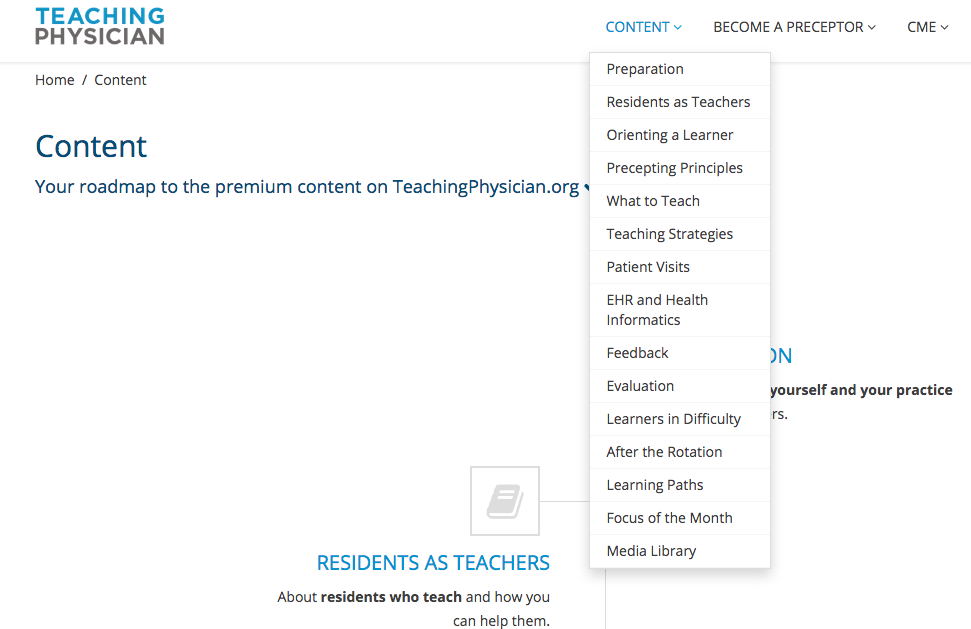 TEACHING
PHYSICIAN
CONTENT
BECOME A PRECEPTOR
CME
Home / Content
Content
Your roadmap to the premium content on TeachingPhysician.org
Preparation
Residents as Teachers
Orienting a Learner
Precepting Principles
What to Teach
Teaching Strategies
Patient Visits
EHR and Health
Informatics
Feedback
Evaluation
Learners in Difficulty
After the Rotation
Learning Paths
Focus of the Month
Media Library
ON
yourself and your practice
rs.
RESIDENTS AS TEACHERS
About residents who teach and how you
can help them.